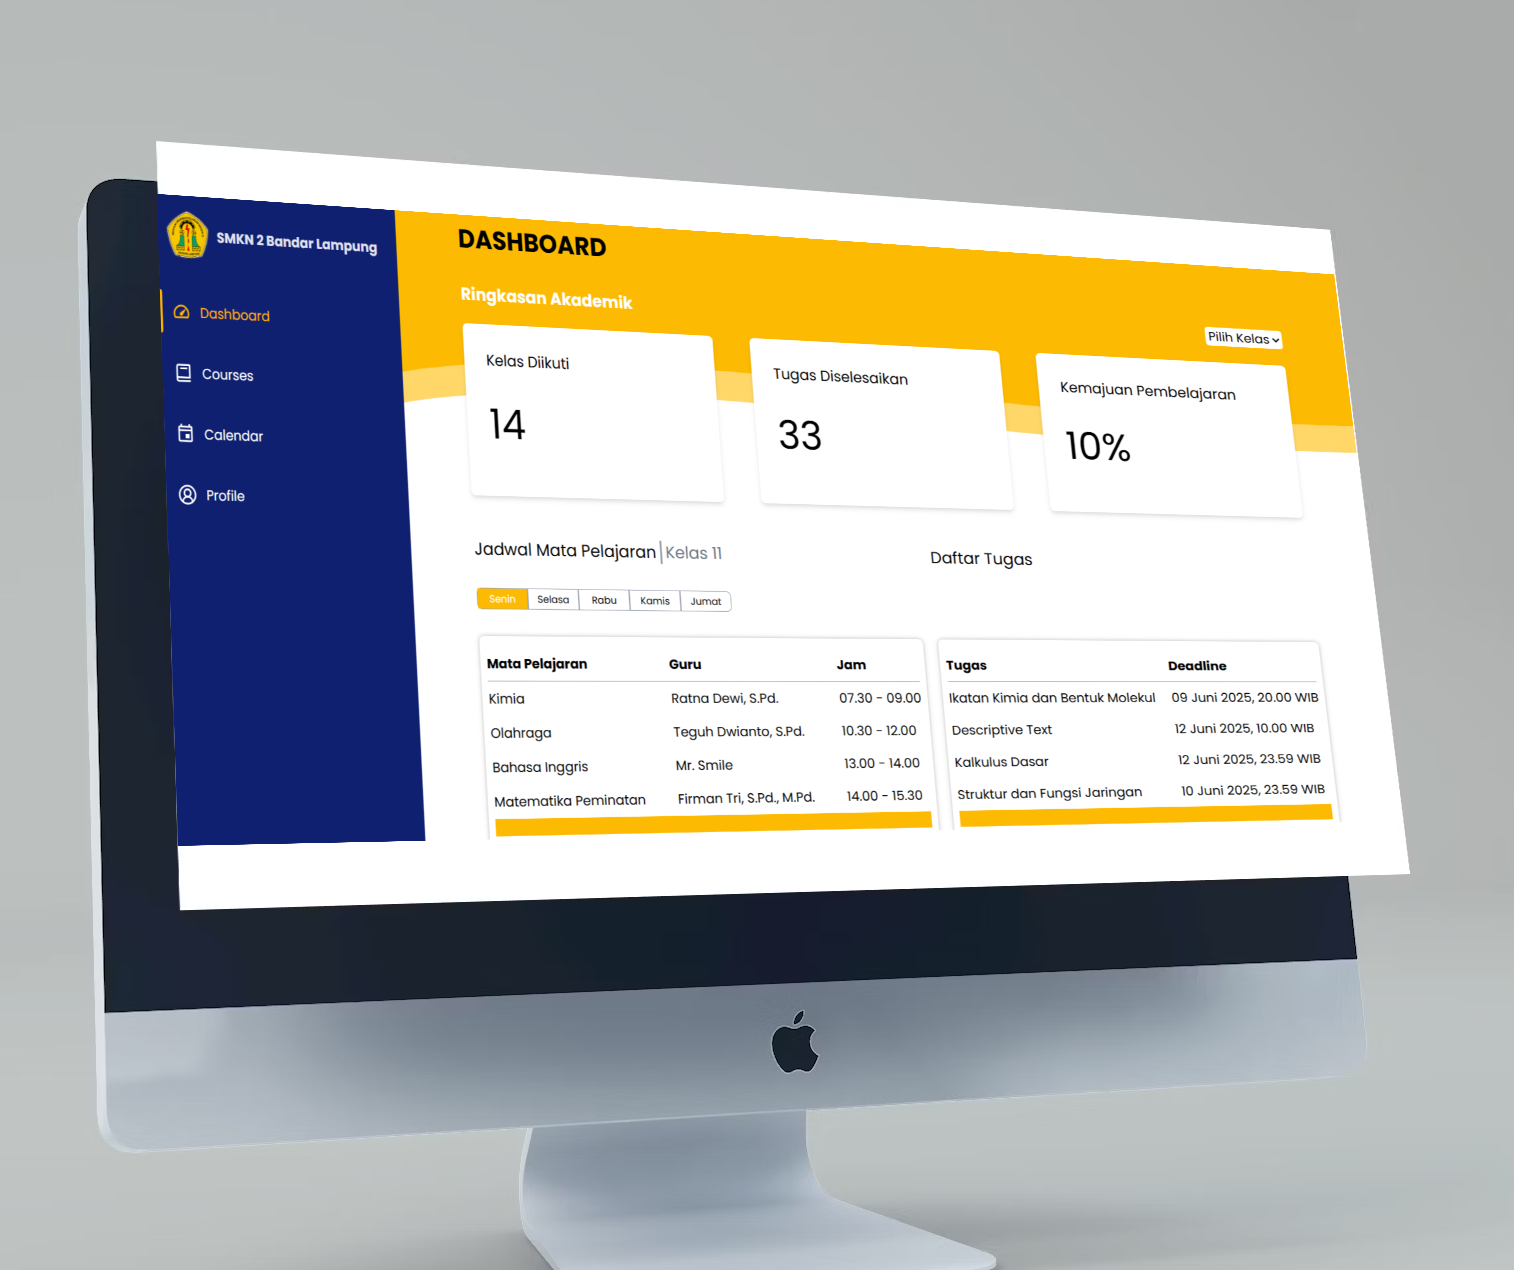 SMKN 2 Bandar Lampung
Dashboard
Courses
Calendar
Profile
DASHBOARD
Ringkasan Akademik
Pilih Kelas
Kelas Diikuti
14
Tugas Diselesaikan
33
Kemajuan Pembelajaran
10%
Jadwal Mata Pelajaran | Kelas 11
Senin Selasa Rabu Kamis Jumat
Mata Pelajaran Guru Jam
Kimia Ratna Dewi, S.Pd. 07.30 - 09.00
Olahraga Teguh Dwianto, S.Pd. 10.30 - 12.00
Bahasa Inggris Mr. Smile 13.00 - 14.00
Matematika Peminatan Firman Tri, S.Pd., M.Pd. 14.00 - 15.30
Daftar Tugas
Tugas Deadline
Ikatan Kimia dan Bentuk Molekul 09 Juni 2025, 20.00 WIB
Descriptive Text 12 Juni 2025, 10.00 WIB
Kalkulus Dasar 12 Juni 2025, 23.59 WIB
Struktur dan Fungsi Jaringan 10 Juni 2025, 23.59 WIB